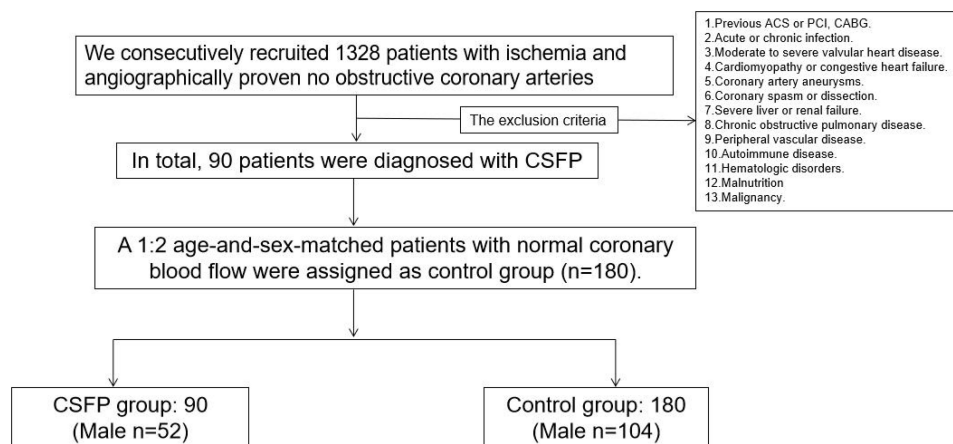 We consecutively recruited 1328 patients with ischemia and
angiographically proven no obstructive coronary arteries
The exclusion criteria
1.Previous ACS or PCI, CABG.
2.Acute or chronic infection.
3.Moderate to severe valvular heart disease.
4.Cardiomyopathy or congestive heart failure.
5.Coronary artery aneurysms.
6.Coronary spasm or dissection.
7.Severe liver or renal failure.
8.Chronic obstructive pulmonary disease.
9.Peripheral vascular disease.
10.Autoimmune disease.
11.Hematologic disorders.
12.Malnutrition
13.Malignancy.
In total, 90 patients were diagnosed with CSFP
A 1:2 age-and-sex-matched patients with normal coronary
blood flow were assigned as control group (n=180).
CSFP group: 90
(Male n=52)
Control group: 180
(Male n=104)